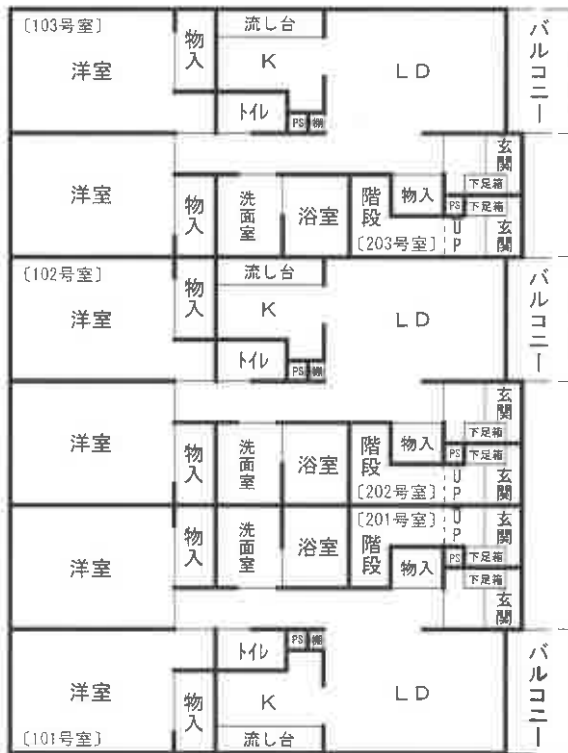 〔103号室〕
流し台
洋室
物入
K
LD
バルコニー
トイレ
PS
棚
洋室
物入
洗面室
浴室
階段
物入
玄関
下足箱
PS
下足箱
UP
玄関
〔203号室〕
〔102号室〕
流し台
洋室
物入
K
LD
バルコニー
トイレ
PS
棚
洋室
物入
洗面室
浴室
階段
物入
玄関
下足箱
PS
下足箱
UP
玄関
〔202号室〕
〔201号室〕
洋室
物入
洗面室
浴室
階段
物入
UP
玄関
PS
下足箱
下足箱
玄関
トイレ
PS
棚
洋室
物入
K
LD
バルコニー
〔101号室〕
流し台